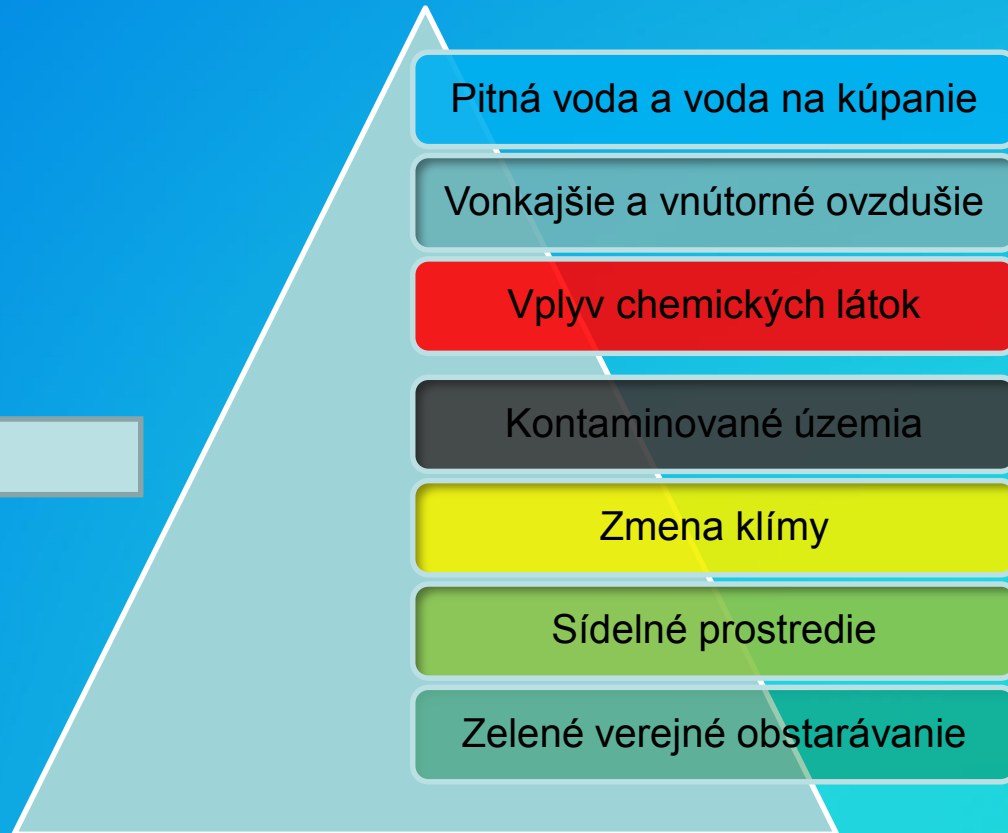 Pitná voda a voda na kúpanie
Vonkajšie a vnútorné ovzdušie
Vplyv chemických látok
Kontaminované územia
Zmena klímy
Sídelné prostredie
Zelené verejné obstarávanie